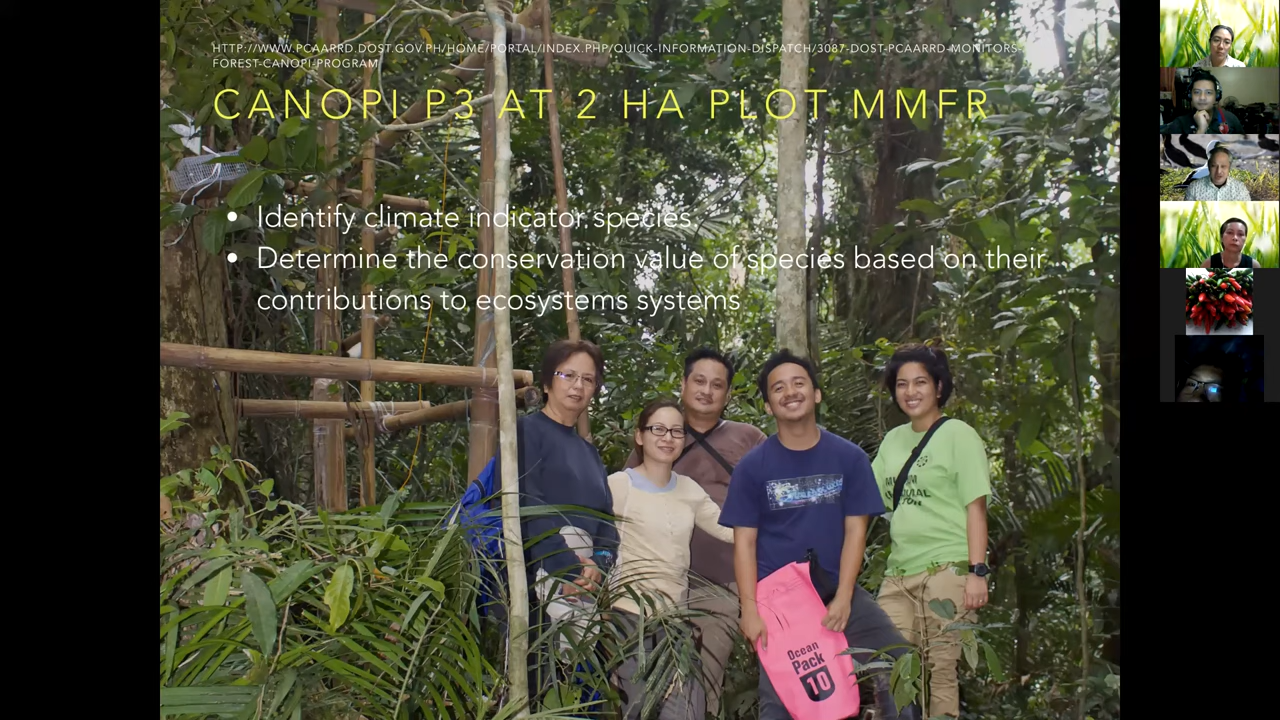 HTTP://WWW.PCAARRD.DOST.GOV.PH/HOME/PORTAL/INDEX.PHP/QUICK-INFORMATION-DISPATCH/3087-DOST-PCAARRD-MONITORS-
FOREST-CANOPI-PROGRAM
CANOPI P3 AT 2 HA PLOT MMFR
• Identify climate indicator species
• Determine the conservation value of species based on their
contributions to ecosystems systems
Ocean
Pack
10